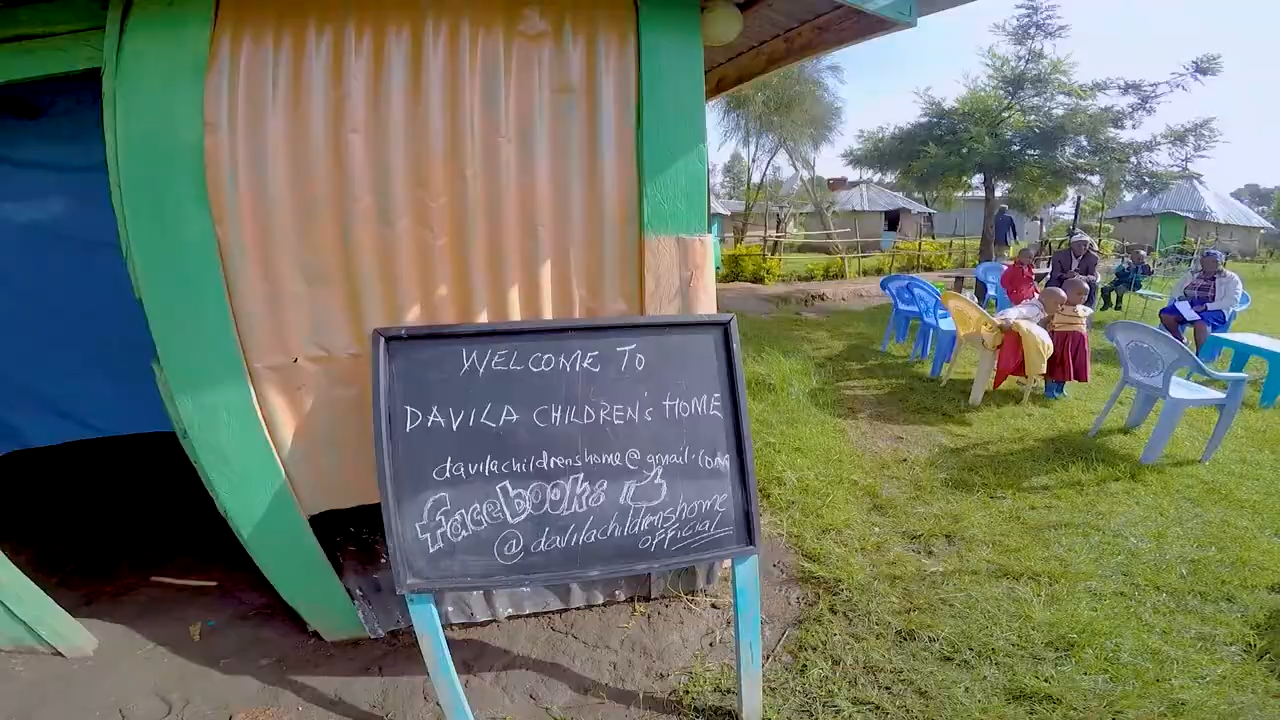 WELCOME TO
DAVILA CHILDREN's HOME
davilachildrenshome@gmail.com
facebook:
@davilachildrenshome
OFFICIAL